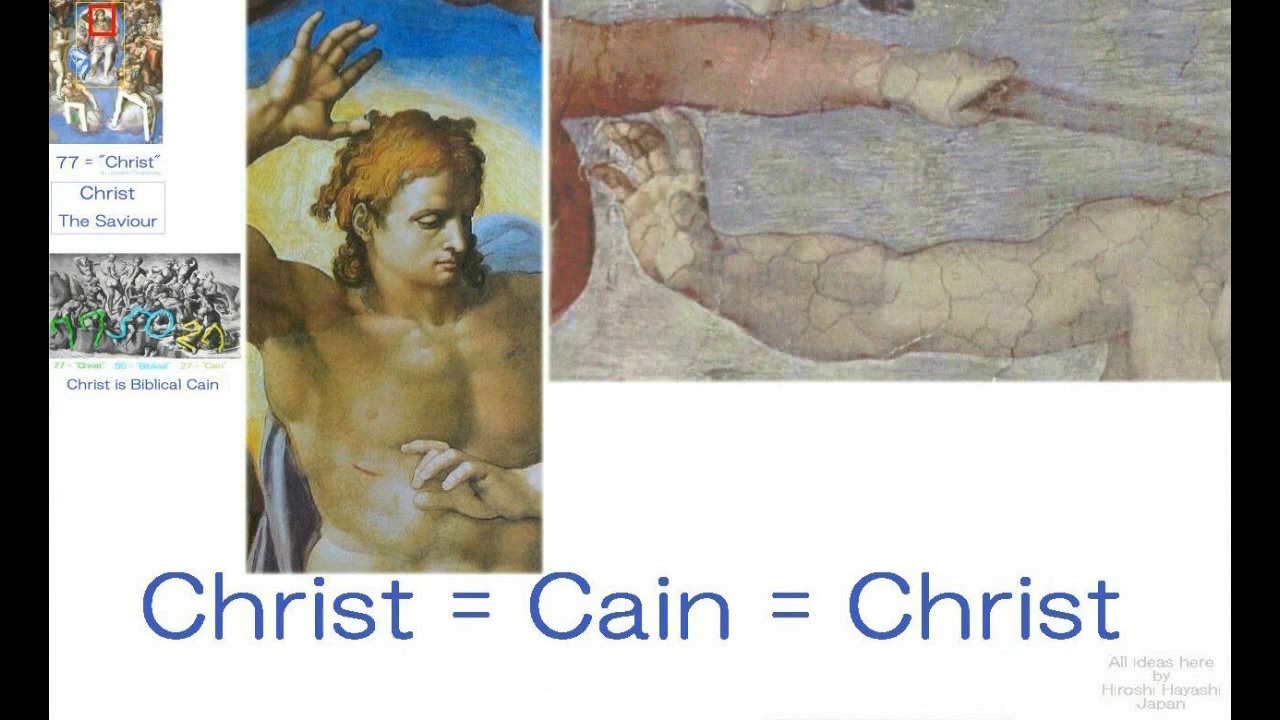 77 = "Christ"
Christ
The Saviour
77 = "Christ" 50 = "Biblical" 27 = "Cain"
Christ is Biblical Cain
Christ = Cain = Christ
All ideas here
by
Hiroshi Hayashi
Japan